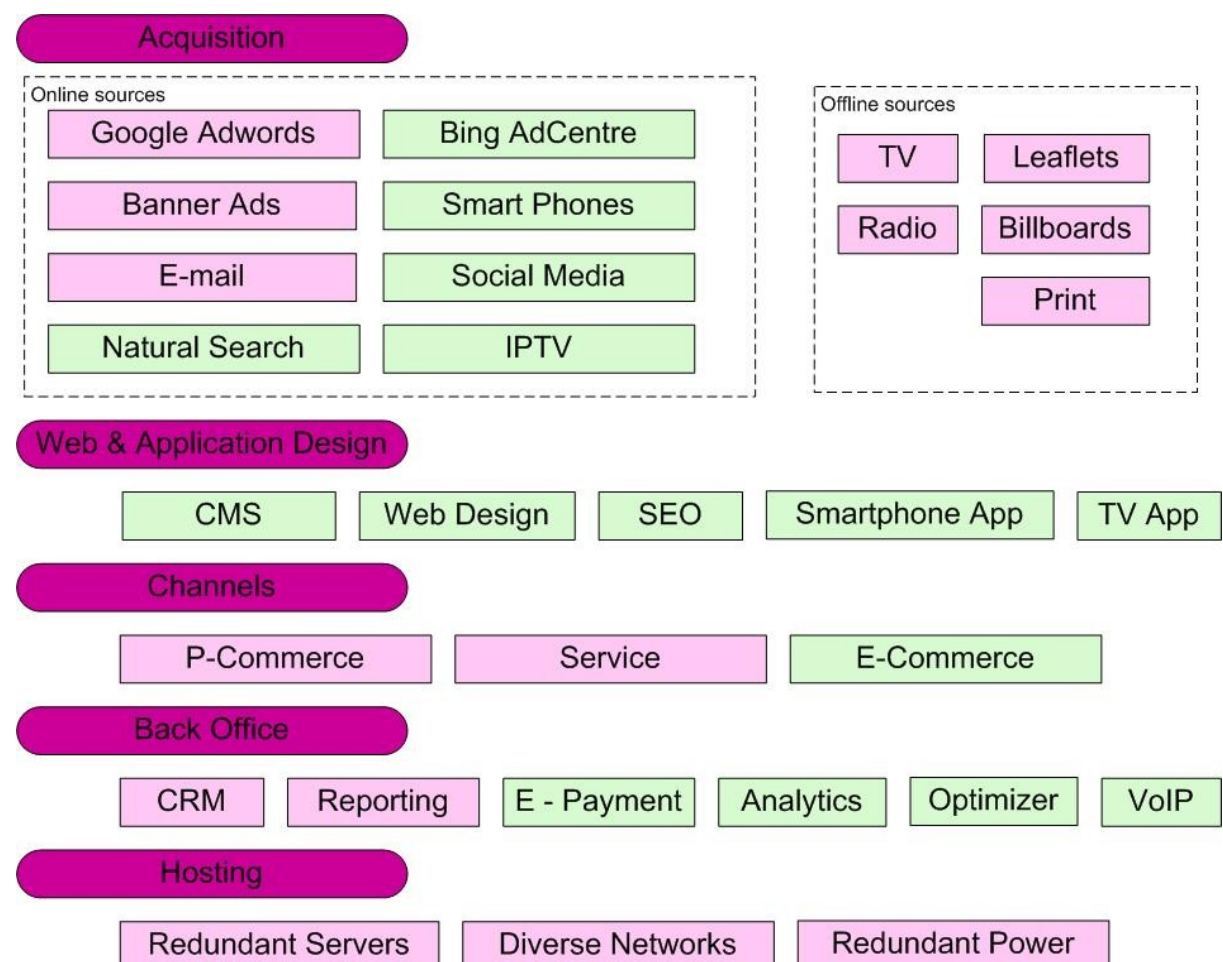 Acquisition
Online sources
Google Adwords
Bing AdCentre
Banner Ads
Smart Phones
E-mail
Social Media
Natural Search
IPTV
Offline sources
TV
Leaflets
Radio
Billboards
Print
Web & Application Design
CMS
Web Design
SEO
Smartphone App
TV App
Channels
P-Commerce
Service
E-Commerce
Back Office
CRM
Reporting
E - Payment
Analytics
Optimizer
VoIP
Hosting
Redundant Servers
Diverse Networks
Redundant Power